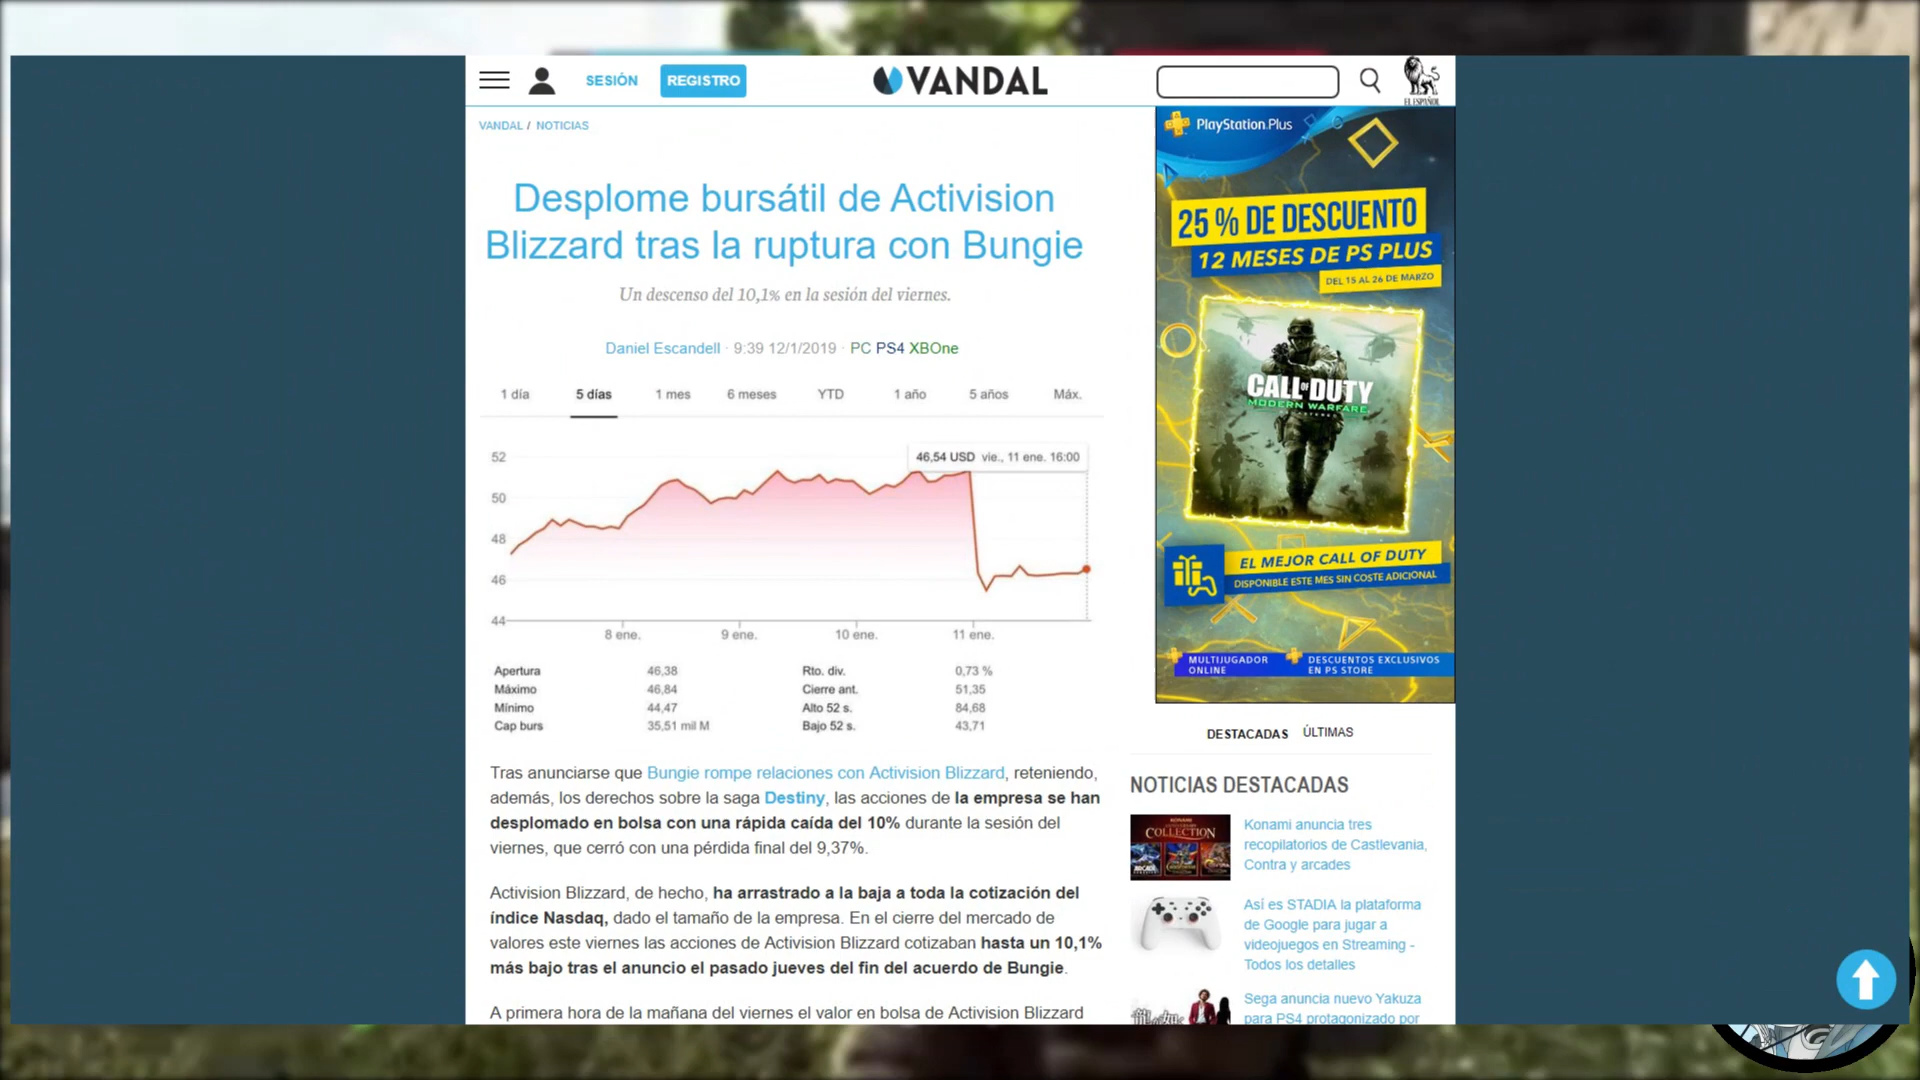 SESIÓN
REGISTRO
VANDAL
EL ESPAÑOL
VANDAL / NOTICIAS
Desplome bursátil de Activision
Blizzard tras la ruptura con Bungie
Un descenso del 10,1% en la sesión del viernes.
Daniel Escandell · 9:39 12/1/2019 · PC PS4 XBOne
1 día 5 días 1 mes 6 meses YTD 1 año 5 años Máx.
46,54 USD vie., 11 ene. 16:00
52
50
48
46
44
8 ene. 9 ene. 10 ene. 11 ene.
Apertura 46,38 Rto. div. 0,73 %
Máximo 46,84 Cierre ant. 51,35
Mínimo 44,47 Alto 52 s. 84,68
Cap burs 35,51 mil M Bajo 52 s. 43,71
Tras anunciarse que Bungie rompe relaciones con Activision Blizzard, reteniendo,
además, los derechos sobre la saga Destiny, las acciones de la empresa se han
desplomado en bolsa con una rápida caída del 10% durante la sesión del
viernes, que cerró con una pérdida final del 9,37%.
Activision Blizzard, de hecho, ha arrastrado a la baja a toda la cotización del
índice Nasdaq, dado el tamaño de la empresa. En el cierre del mercado de
valores este viernes las acciones de Activision Blizzard cotizaban hasta un 10,1%
más bajo tras el anuncio el pasado jueves del fin del acuerdo de Bungie.
A primera hora de la mañana del viernes el valor en bolsa de Activision Blizzard
PlayStation Plus
25 % DE DESCUENTO
12 MESES DE PS PLUS
DEL 15 AL 26 DE MARZO
CALL OF DUTY
MODERN WARFARE
EL MEJOR CALL OF DUTY
DISPONIBLE ESTE MES SIN COSTE ADICIONAL
MULTIJUGADOR
ONLINE
DESCUENTOS EXCLUSIVOS
EN PS STORE
DESTACADAS ÚLTIMAS
NOTICIAS DESTACADAS
KONAMI
COLLECTION
Konami anuncia tres
recopilatorios de Castlevania,
Contra y arcades
Así es STADIA la plataforma
de Google para jugar a
videojuegos en Streaming -
Todos los detalles
Sega anuncia nuevo Yakuza
para PS4 protagonizado por